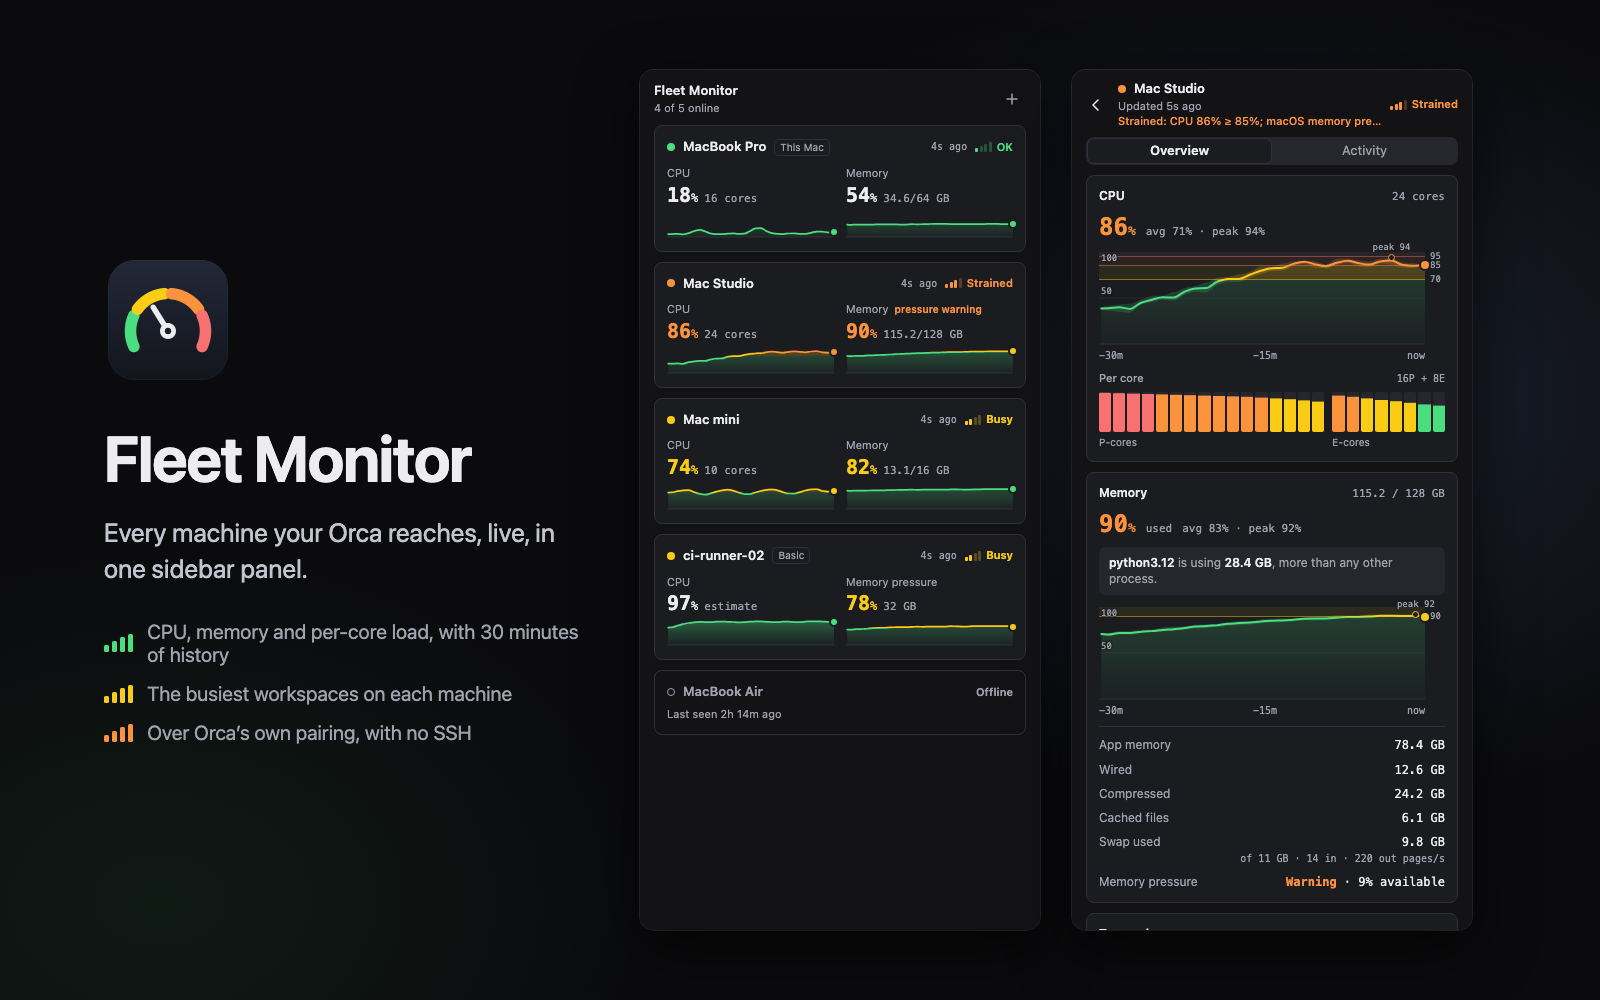 Fleet Monitor
Every machine your Orca reaches, live, in
one sidebar panel.
CPU, memory and per-core load, with 30 minutes
of history
The busiest workspaces on each machine
Over Orca's own pairing, with no SSH
Fleet Monitor
4 of 5 online
+
MacBook Pro This Mac 4s ago OK
CPU Memory
18% 16 cores 54% 34.6/64 GB
Mac Studio 4s ago Strained
CPU Memory pressure warning
86% 24 cores 90% 115.2/128 GB
Mac mini 4s ago Busy
CPU Memory
74% 10 cores 82% 13.1/16 GB
ci-runner-02 Basic 4s ago Busy
CPU Memory pressure
97% estimate 78% 32 GB
MacBook Air Offline
Last seen 2h 14m ago
Mac Studio
Updated 5s ago Strained
Strained: CPU 86% ≥ 85%; macOS memory pre…
Overview Activity
CPU 24 cores
86% avg 71% · peak 94%
peak 94
100 95
85
70
50
−30m −15m now
Per core 16P + 8E
P-cores E-cores
Memory 115.2 / 128 GB
90% used avg 83% · peak 92%
python3.12 is using 28.4 GB, more than any other
process.
peak 92
100 90
50
−30m −15m now
App memory 78.4 GB
Wired 12.6 GB
Compressed 24.2 GB
Cached files 6.1 GB
Swap used 9.8 GB
of 11 GB · 14 in · 220 out pages/s
Memory pressure Warning · 9% available